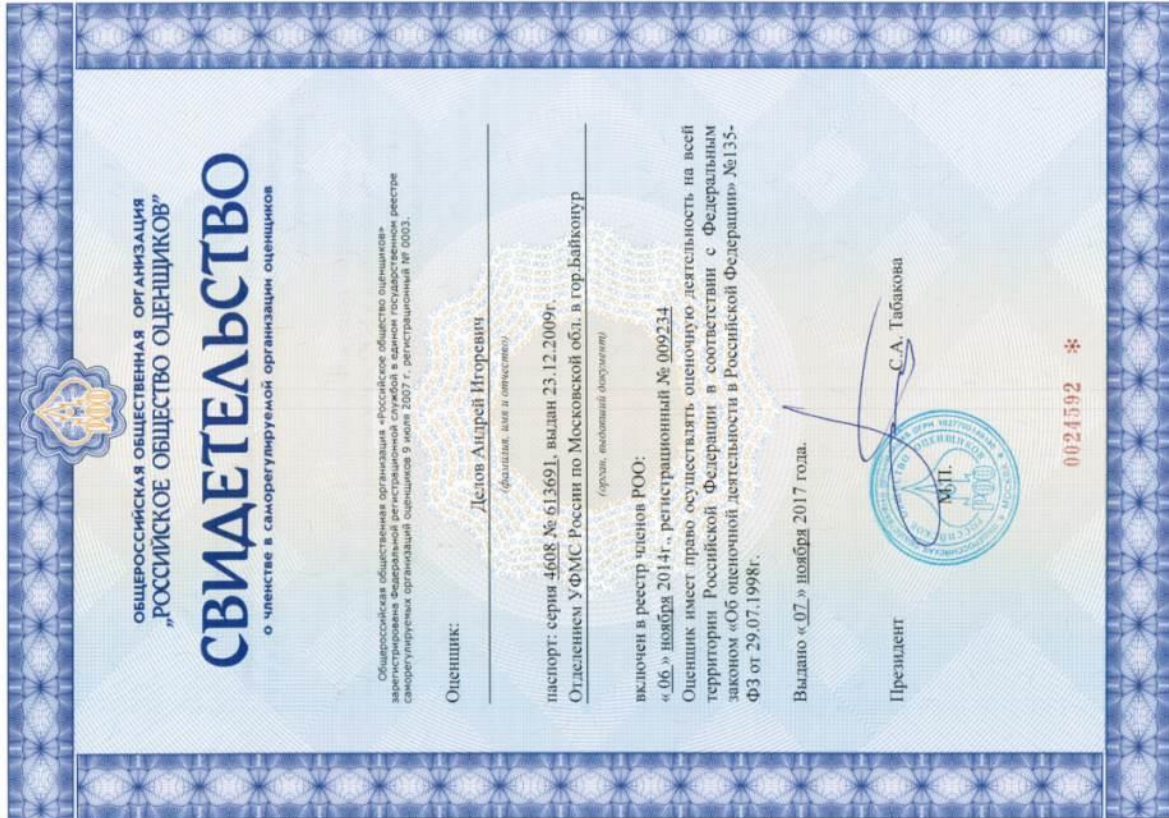 РОО
ОБЩЕРОССИЙСКАЯ ОБЩЕСТВЕННАЯ ОРГАНИЗАЦИЯ
„РОССИЙСКОЕ ОБЩЕСТВО ОЦЕНЩИКОВ”
СВИДЕТЕЛЬСТВО
о членстве в саморегулируемой организации оценщиков
Общероссийская общественная организация «Российское общество оценщиков»
зарегистрирована Федеральной регистрационной службой в едином государственном реестре
саморегулируемых организаций оценщиков 9 июля 2007 г. регистрационный № 0003.
Оценщик:
Делов Андрей Игоревич
(фамилия, имя и отчество)
паспорт: серия 4608 № 613691, выдан 23.12.2009г.
Отделением УФМС России по Московской обл. в гор.Байконур
(орган, выдавший документ)
включен в реестр членов РОО:
« 06 » ноября 2014г., регистрационный № 009234
Оценщик имеет право осуществлять оценочную деятельность на всей
территории Российской Федерации в соответствии с Федеральным
законом «Об оценочной деятельности в Российской Федерации» №135-
ФЗ от 29.07.1998г.
Выдано « 07 » ноября 2017 года.
Президент
С.А. Табакова
М.П.
РОО
0024592 *